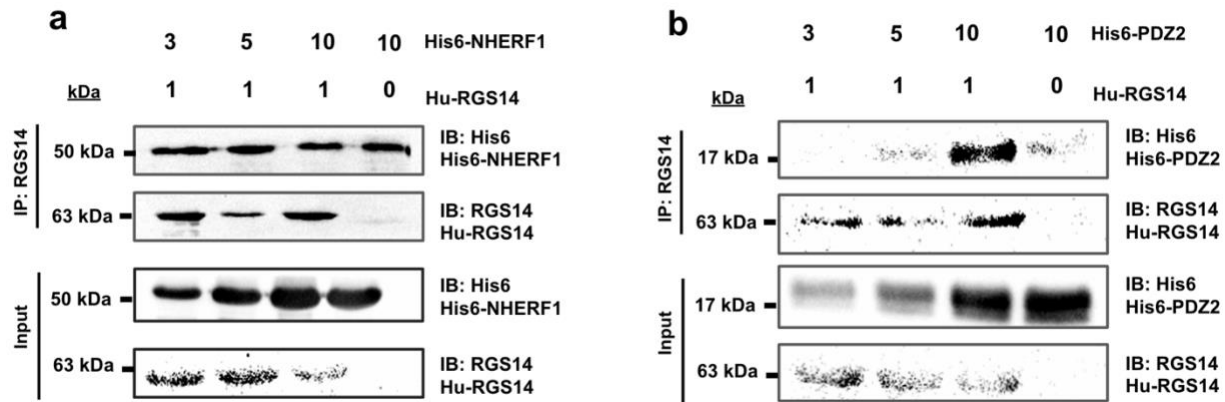 a
3 5 10 10 His6-NHERF1
kDa 1 1 1 0 Hu-RGS14
IP: RGS14
50 kDa
IB: His6
His6-NHERF1
63 kDa
IB: RGS14
Hu-RGS14
Input
50 kDa
IB: His6
His6-NHERF1
63 kDa
IB: RGS14
Hu-RGS14
b
3 5 10 10 His6-PDZ2
kDa 1 1 1 0 Hu-RGS14
IP: RGS14
17 kDa
IB: His6
His6-PDZ2
63 kDa
IB: RGS14
Hu-RGS14
Input
17 kDa
IB: His6
His6-PDZ2
63 kDa
IB: RGS14
Hu-RGS14